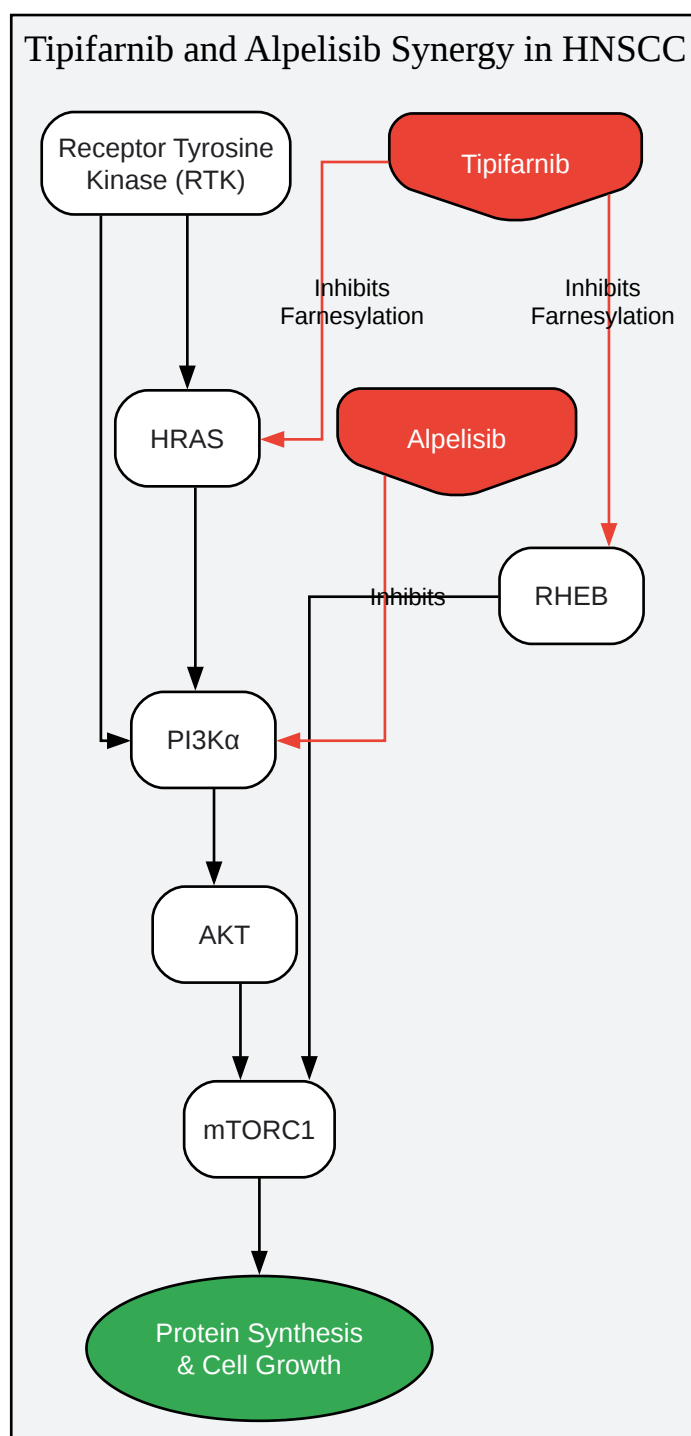 Tipifarnib and Alpelisib Synergy in HNSCC
Receptor Tyrosine
Kinase (RTK)
Tipifarnib
Inhibits
Farnesylation
Inhibits
Farnesylation
HRAS
Alpelisib
Inhibits
RHEB
PI3Kα
AKT
mTORC1
Protein Synthesis
& Cell Growth